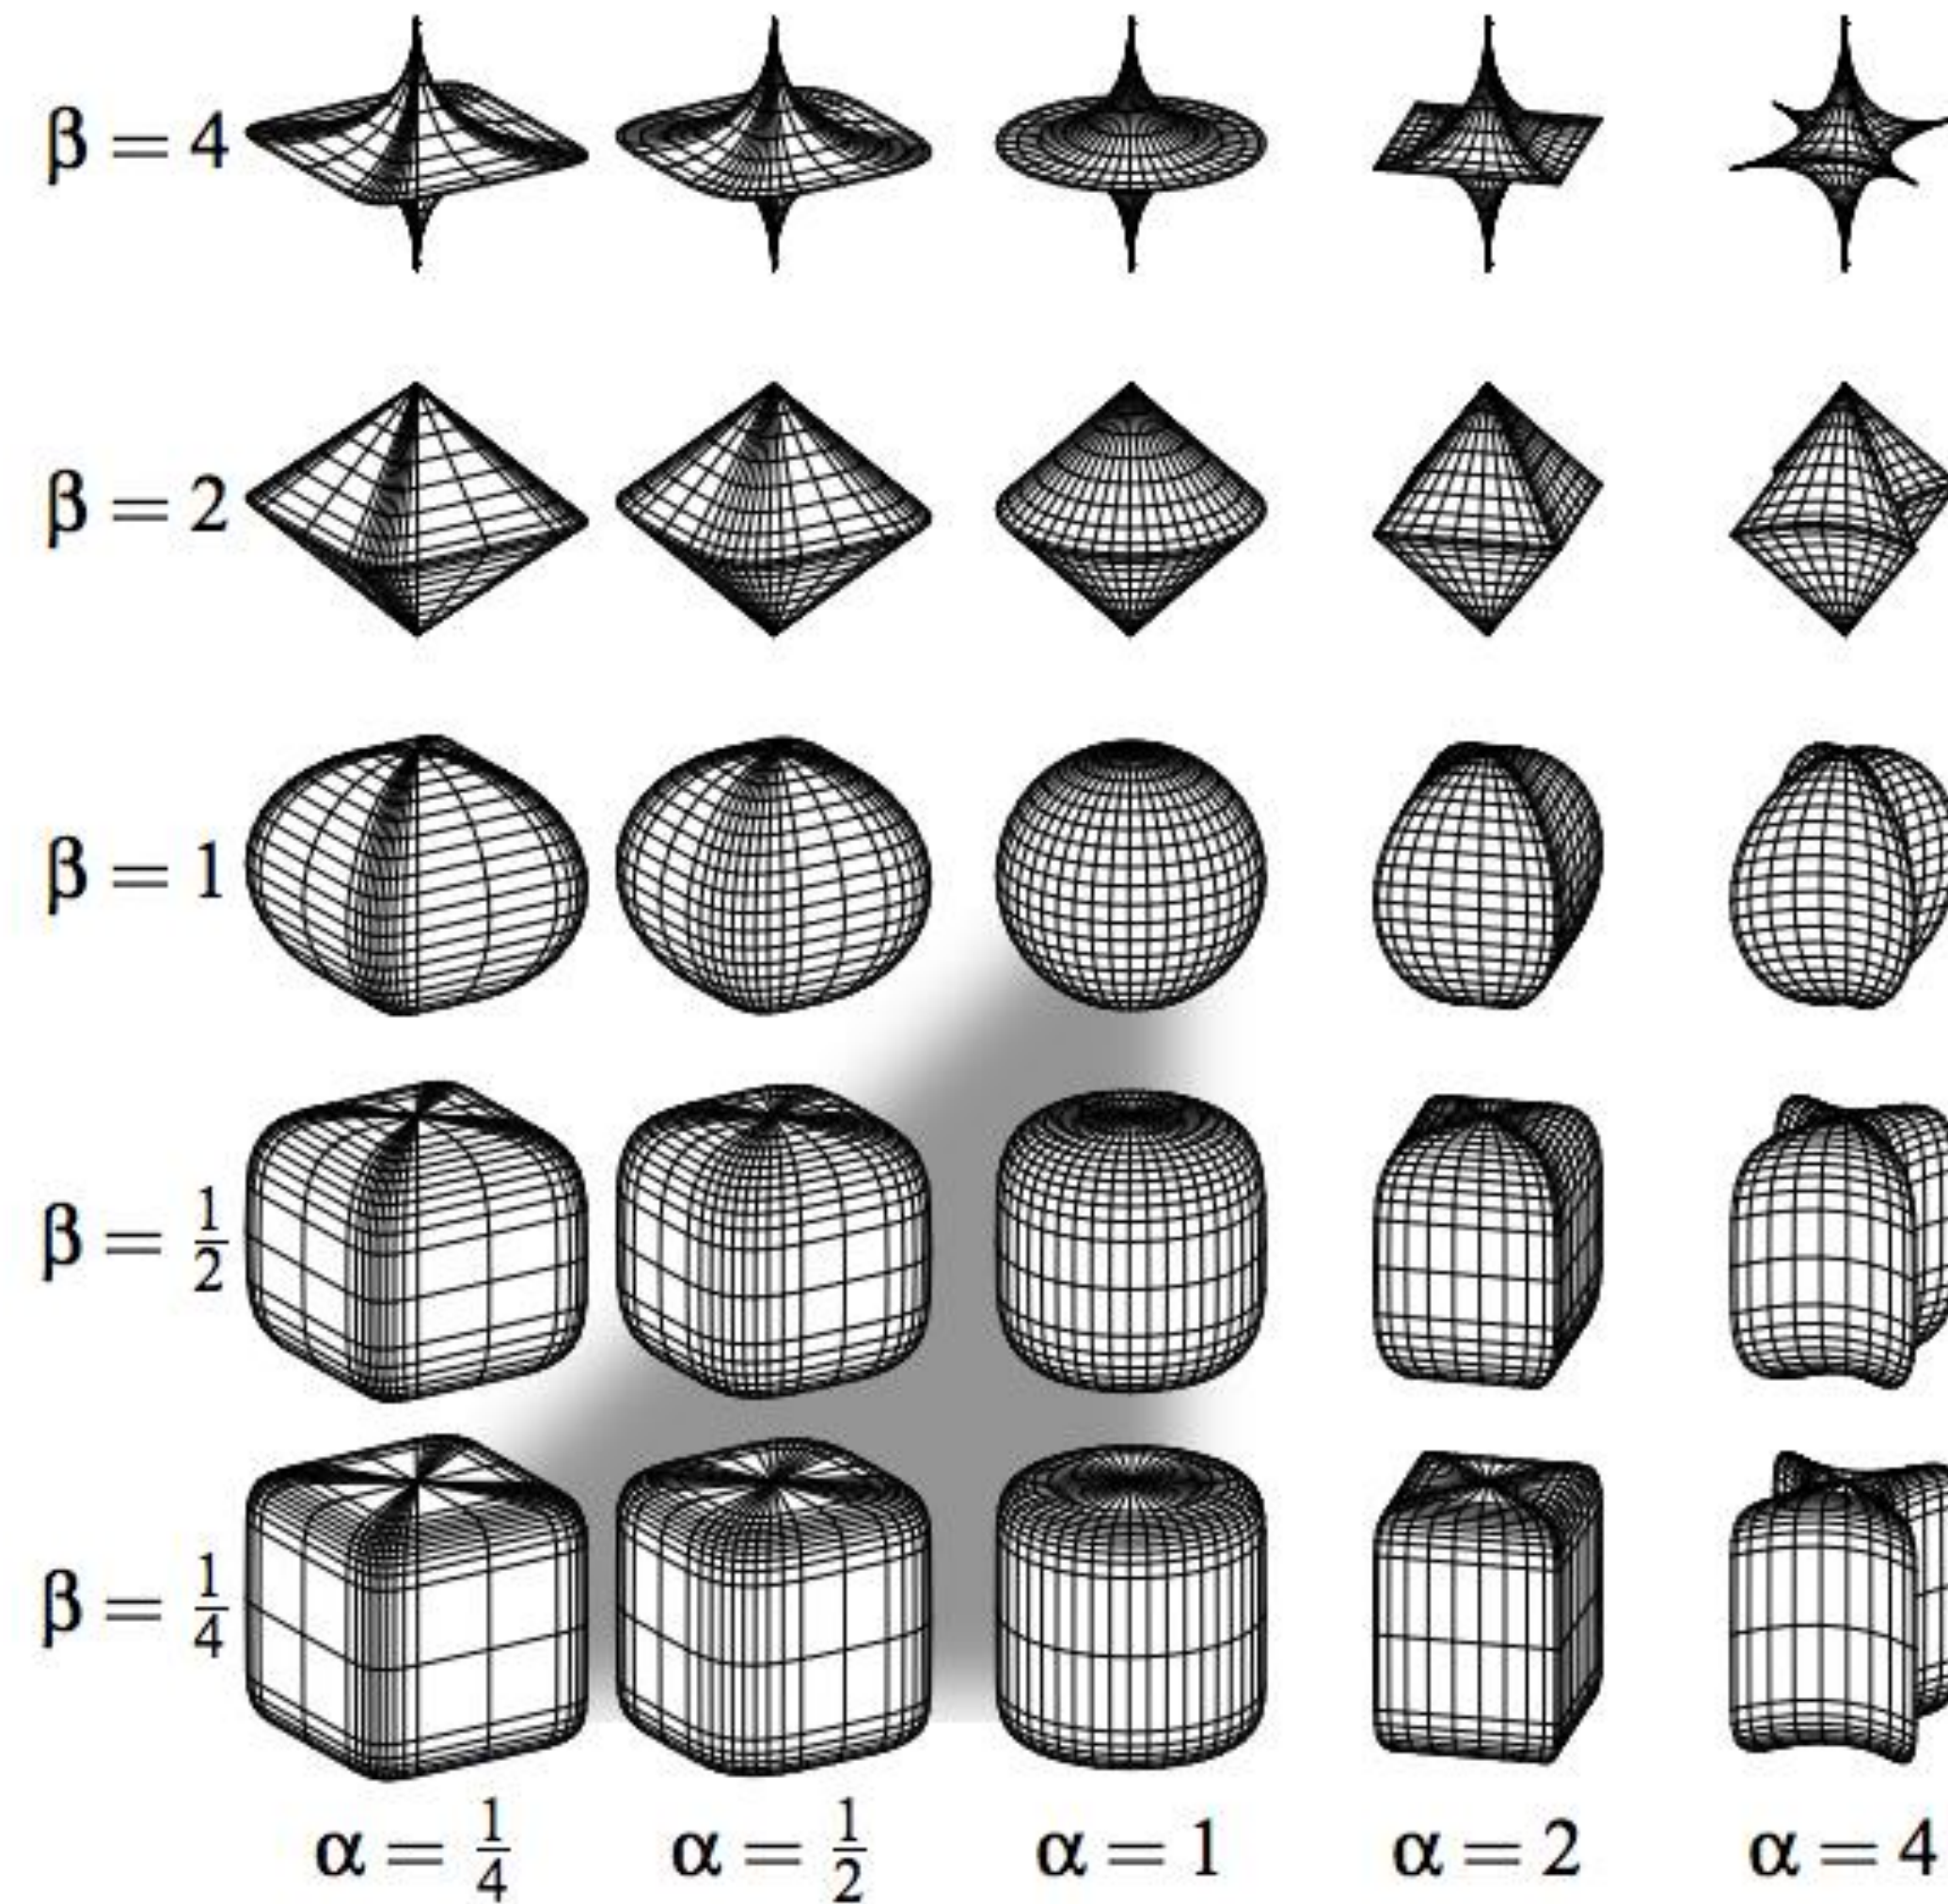 β = 4
β = 2
β = 1
β = 1/2
β = 1/4
α = 1/4 α = 1/2 α = 1 α = 2 α = 4